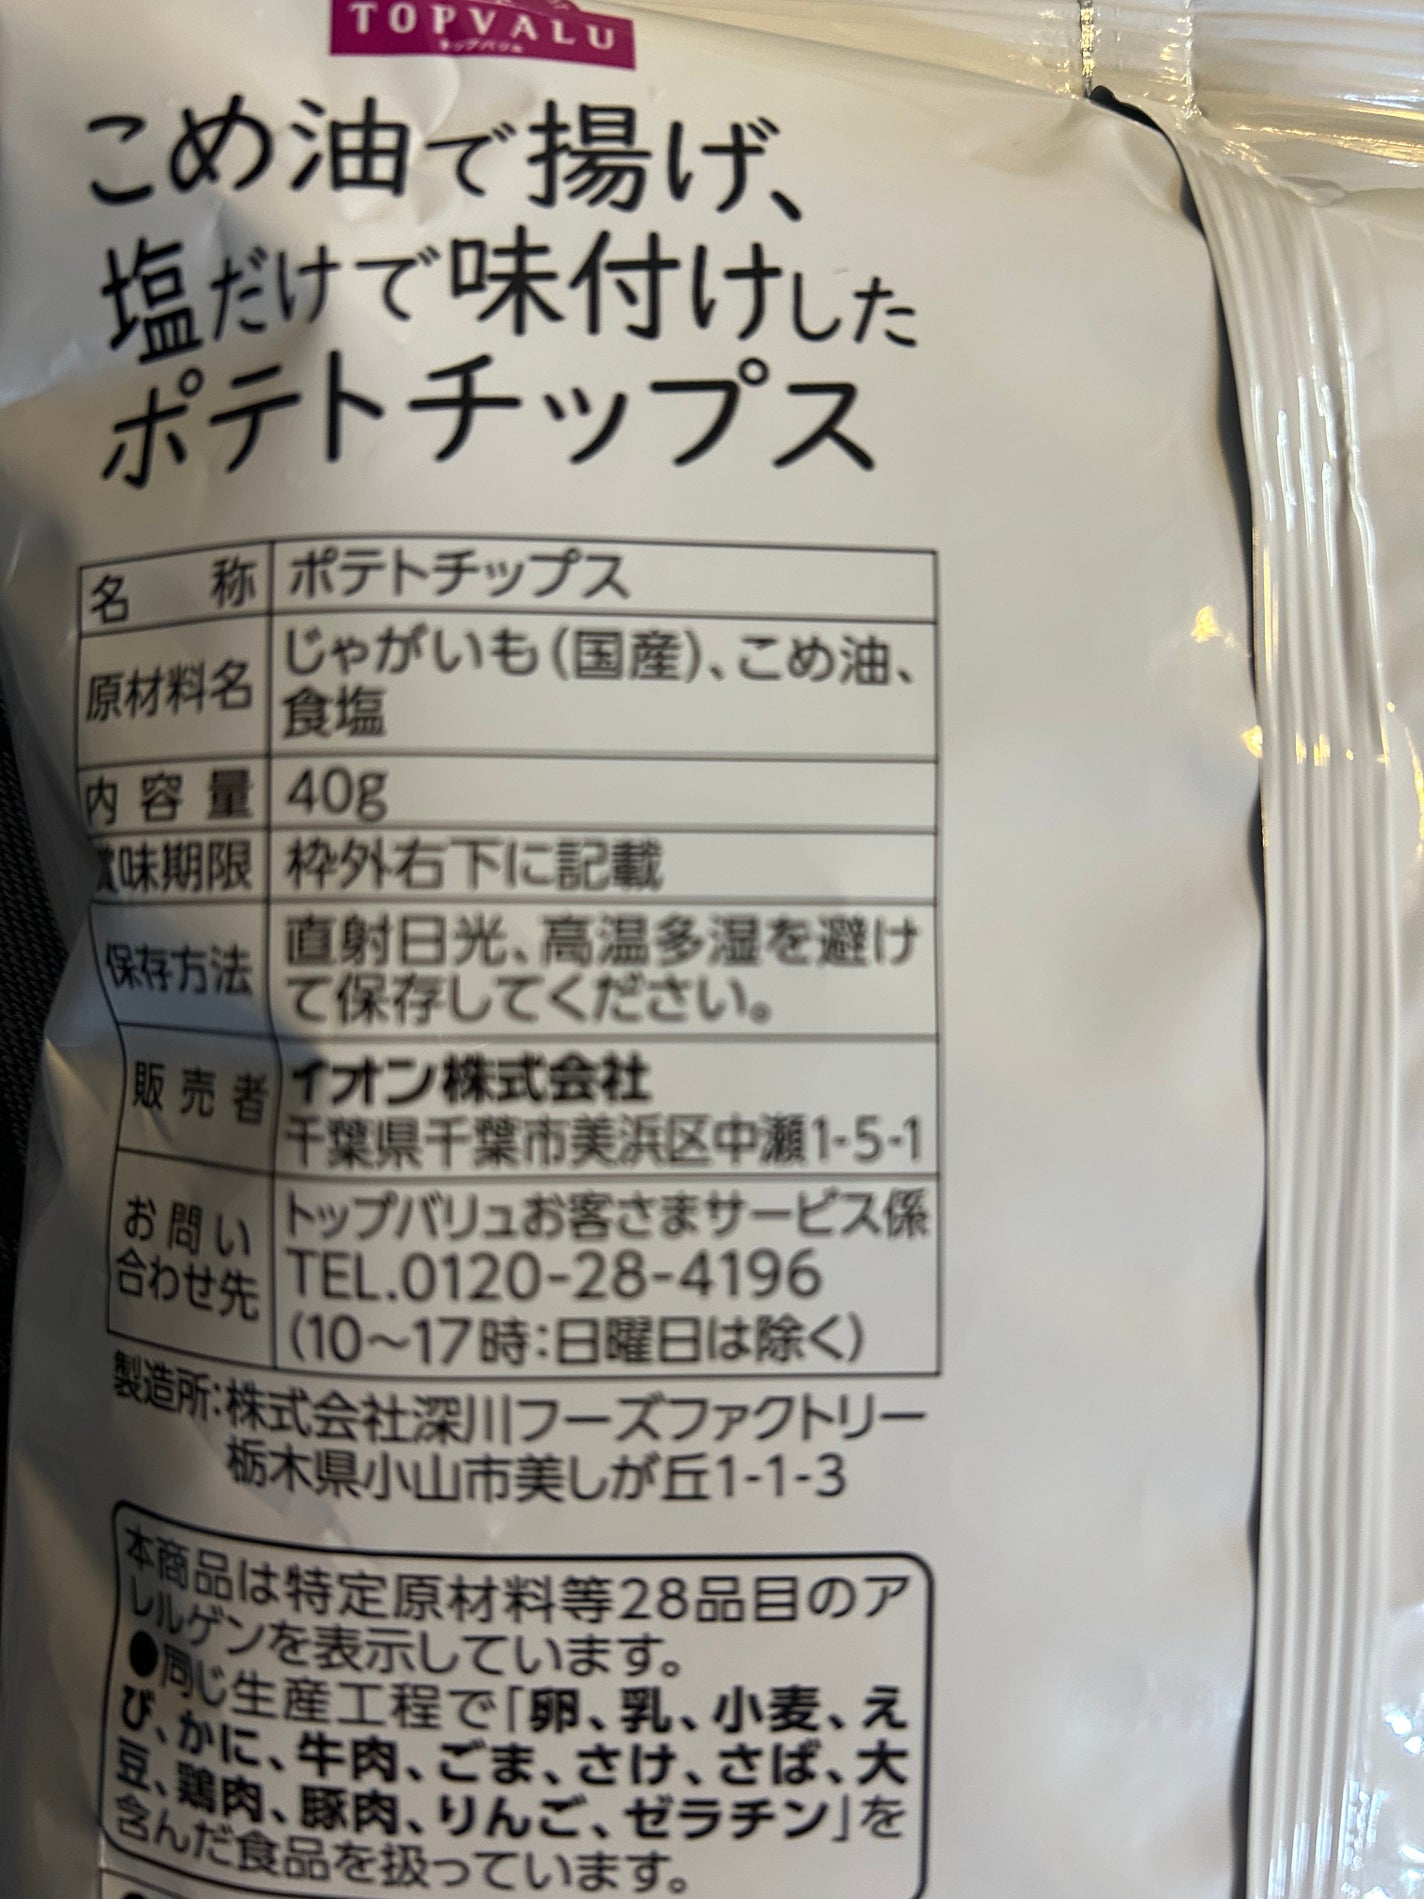 TOPVALU
トップバリュ
こめ油で揚げ、
塩だけで味付けした
ポテトチップス
名 称 ポテトチップス
原材料名 じゃがいも(国産)、こめ油、
食塩
内容量 40g
賞味期限 枠外右下に記載
保存方法 直射日光、高温多湿を避け
て保存してください。
販売者 イオン株式会社
千葉県千葉市美浜区中瀬1-5-1
お問い
合わせ先
トップバリュお客さまサービス係
TEL.0120-28-4196
(10〜17時:日曜日は除く)
製造所:株式会社深川フーズファクトリー
栃木県小山市美しが丘1-1-3
本商品は特定原材料等28品目のア
レルゲンを表示しています。
●同じ生産工程で「卵、乳、小麦、え
び、かに、牛肉、ごま、さけ、さば、大
豆、鶏肉、豚肉、りんご、ゼラチン」を
含んだ食品を扱っています。